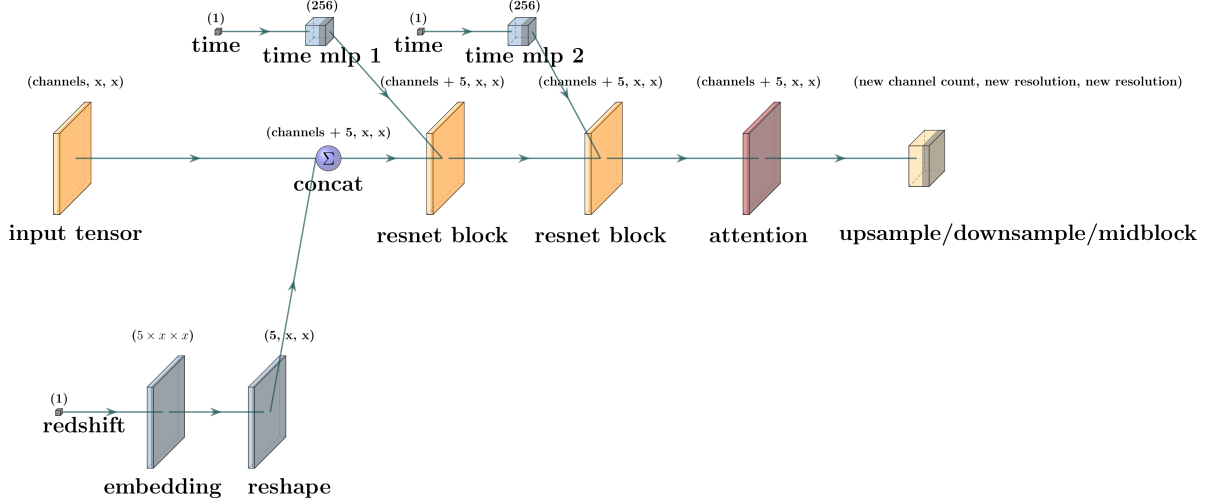 (1)
(256)
(1)
(256)
time
time mlp 1
time
time mlp 2
(channels, x, x)
(channels + 5, x, x)
(channels + 5, x, x)
(channels + 5, x, x)
(new channel count, new resolution, new resolution)
(channels + 5, x, x)
Σ
concat
input tensor
resnet block
resnet block
attention
upsample/downsample/midblock
(5 × x × x)
(5, x, x)
(1)
redshift
embedding
reshape